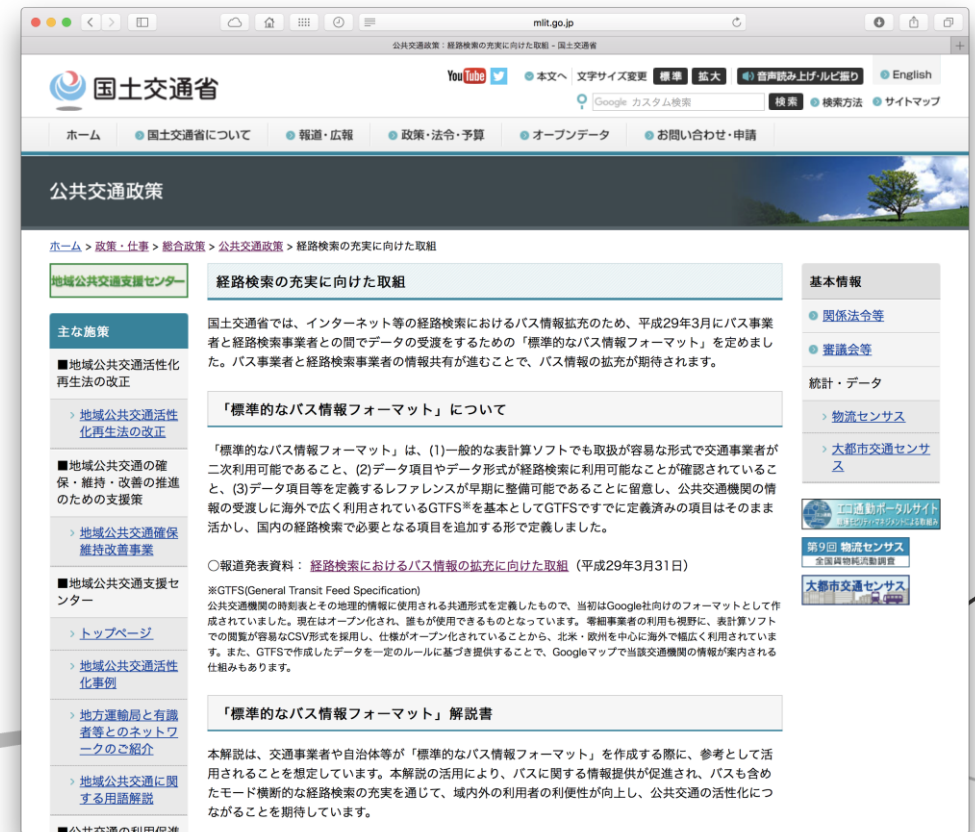 mlit.go.jp
公共交通政策：経路検索の充実に向けた取組 - 国土交通省
国土交通省
YouTube
本文へ
文字サイズ変更 標準 拡大
音声読み上げ・ルビ振り
English
Google カスタム検索
検索
検索方法
サイトマップ
ホーム
国土交通省について
報道・広報
政策・法令・予算
オープンデータ
お問い合わせ・申請
公共交通政策
ホーム > 政策・仕事 > 総合政策 > 公共交通政策 > 経路検索の充実に向けた取組
地域公共交通支援センター
主な施策
■地域公共交通活性化
再生法の改正
地域公共交通活性
化再生法の改正
■地域公共交通の確
保・維持・改善の推進
のための支援策
地域公共交通確保
維持改善事業
■地域公共交通支援セ
ンター
トップページ
地域公共交通活性
化事例
地方運輸局と有識
者等とのネットワ
ークのご紹介
地域公共交通に関
する用語解説
■公共交通の利用促進
経路検索の充実に向けた取組
国土交通省では、インターネット等の経路検索におけるバス情報拡充のため、平成29年3月にバス事業
者と経路検索事業者との間でデータの受渡をするための「標準的なバス情報フォーマット」を定めまし
た。バス事業者と経路検索事業者の情報共有が進むことで、バス情報の拡充が期待されます。
「標準的なバス情報フォーマット」について
「標準的なバス情報フォーマット」は、(1)一般的な表計算ソフトでも取扱が容易な形式で交通事業者が
二次利用可能であること、(2)データ項目やデータ形式が経路検索に利用可能なことが確認されているこ
と、(3)データ項目等を定義するレファレンスが早期に整備可能であることに留意し、公共交通機関の情
報の受渡しに海外で広く利用されているGTFS※を基本としてGTFSですでに定義済みの項目はそのまま
活かし、国内の経路検索で必要となる項目を追加する形で定義しました。
○報道発表資料： 経路検索におけるバス情報の拡充に向けた取組（平成29年3月31日）
※GTFS(General Transit Feed Specification)
公共交通機関の時刻表とその地理的情報に使用される共通形式を定義したもので、当初はGoogle社向けのフォーマットとして作
成されていました。現在はオープン化され、誰もが使用できるものとなっています。 零細事業者の利用も視野に、表計算ソフト
での閲覧が容易なCSV形式を採用し、仕様がオープン化されていることから、北米・欧州を中心に海外で幅広く利用されていま
す。また、GTFSで作成したデータを一定のルールに基づき提供することで、Googleマップで当該交通機関の情報が案内される
仕組みもあります。
「標準的なバス情報フォーマット」解説書
本解説は、交通事業者や自治体等が「標準的なバス情報フォーマット」を作成する際に、参考として活
用されることを想定しています。本解説の活用により、バスに関する情報提供が促進され、バスも含め
たモード横断的な経路検索の充実を通じて、域内外の利用者の利便性が向上し、公共交通の活性化につ
ながることを期待しています。
基本情報
関係法令等
審議会等
統計・データ
物流センサス
大都市交通センサ
ス
エコ通勤ポータルサイト
第9回 物流センサス
全国貨物純流動調査
大都市交通センサス